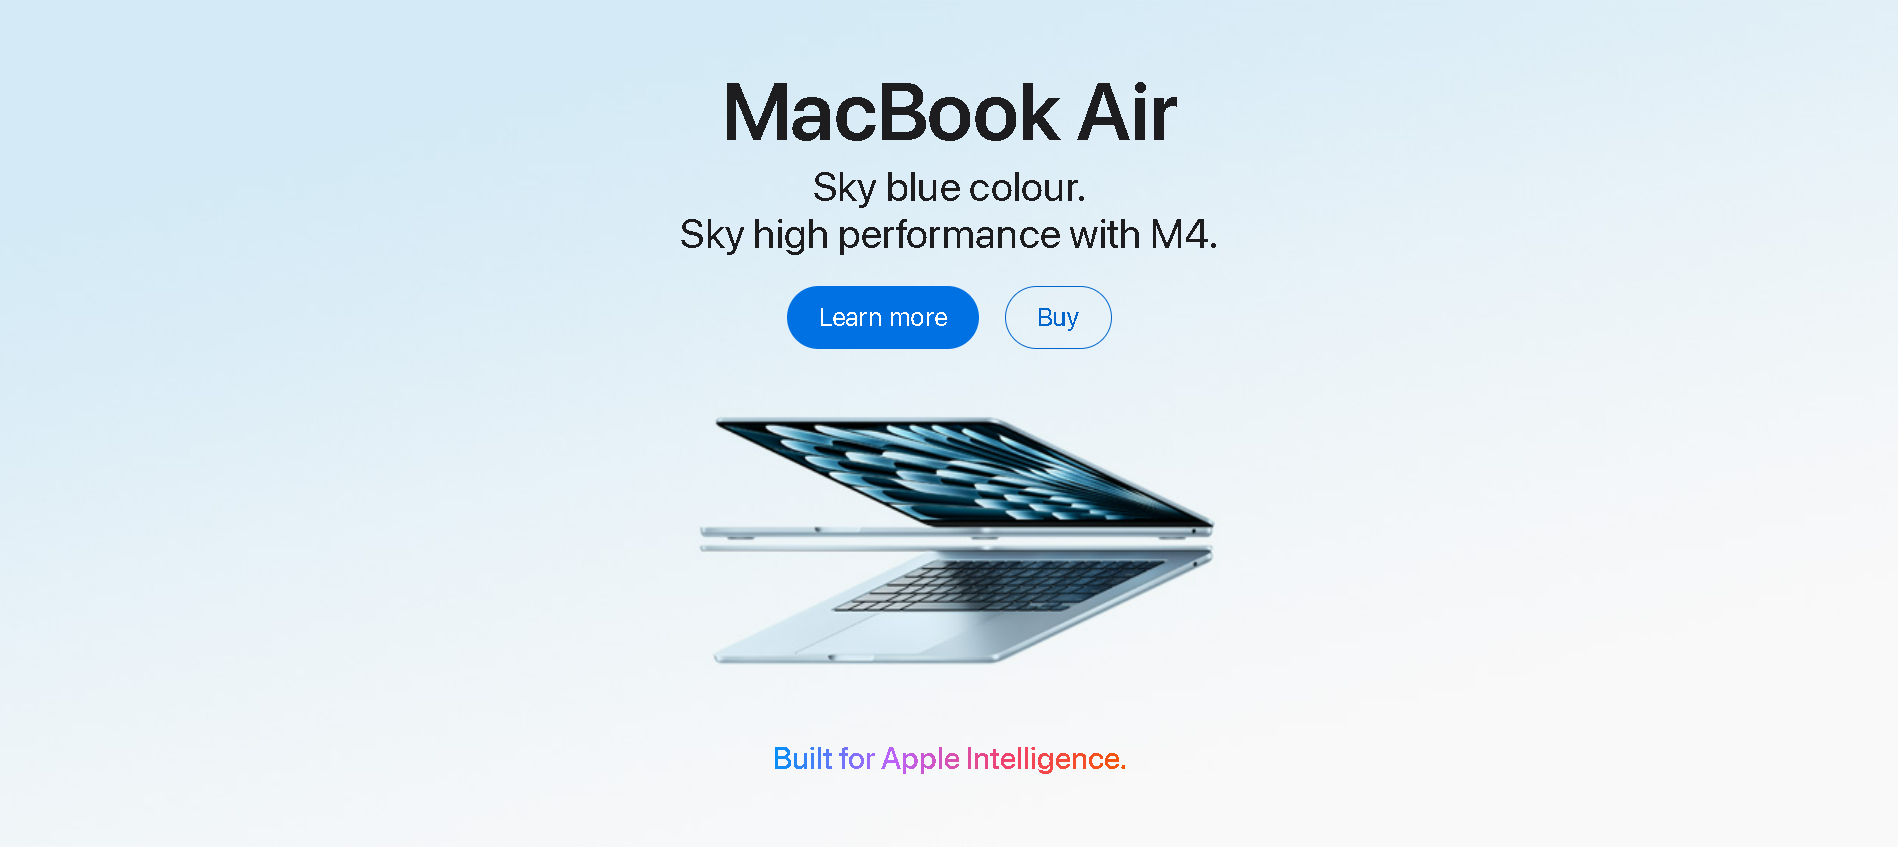 MacBook Air
Sky blue colour.
Sky high performance with M4.
Learn more
Buy
Built for Apple Intelligence.